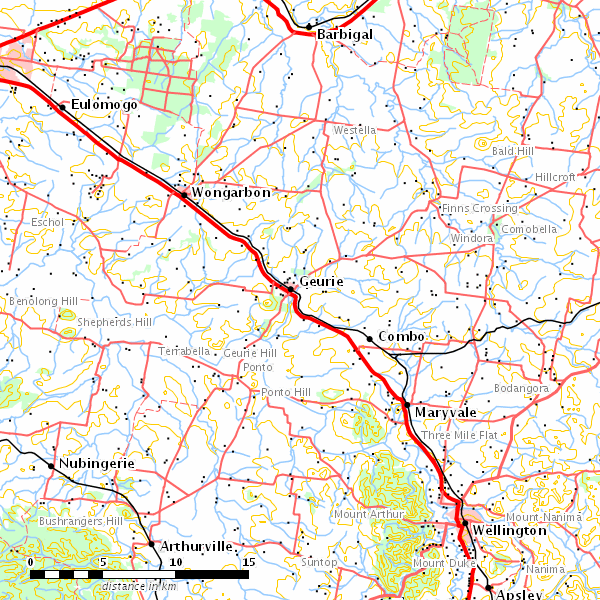 Barbigal
Eulomogo
Westella
Bald Hill
Hillcroft
Wongarbon
Finns Crossing
Eschol
Comobella
Windora
Geurie
Benolong Hill
Shepherds Hill
Combo
Terrabella
Geurie Hill
Ponto
Bodangora
Ponto Hill
Maryvale
Three Mile Flat
Nubingerie
Mount Arthur
Mount Nanima
Bushrangers Hill
Wellington
Arthurville
Suntop
Mount Duke
Nanima
0 5 10 15
distance in km
Apsley